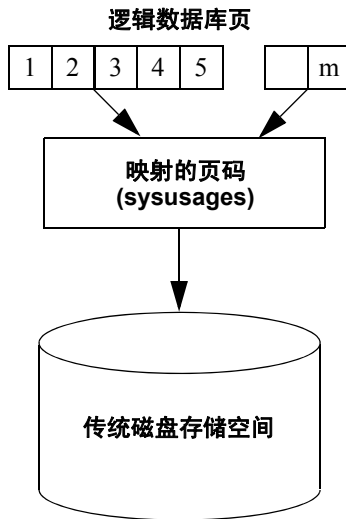 逻辑数据库页
1 2 3 4 5 m
映射的页码
(sysusages)
传统磁盘存储空间